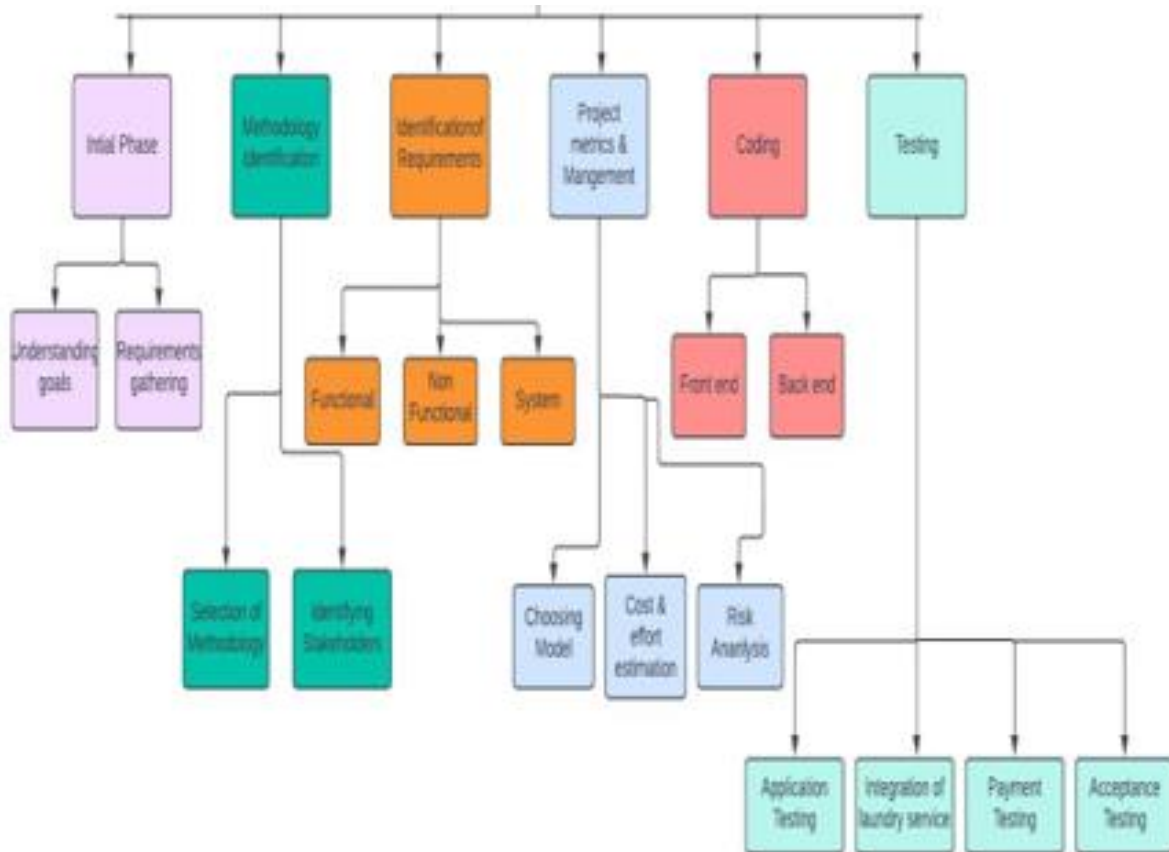 Intial Phase
Methodology
Identification
Identificationof
Requirements
Project
metrics &
Mangement
Coding
Testing
Understanding
goals
Requirements
gathering
Functional
Non
Functional
System
Front end
Back end
Selection of
Methodology
Identifying
Stakeholders
Choosing
Model
Cost &
effort
estimation
Risk
Ananlysis
Application
Testing
Integration of
laundry service
Payment
Testing
Acceptance
Testing